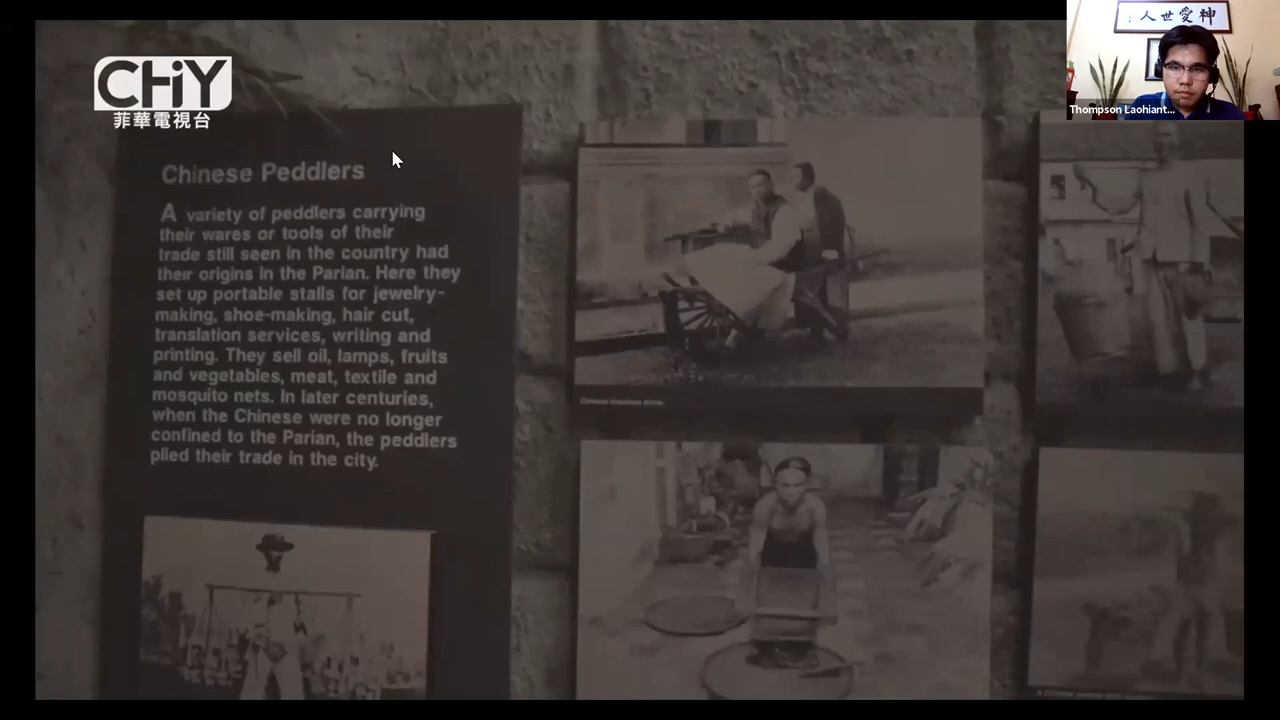 CHiY
菲華電視台
神愛世人
Thompson Laohiant...
Chinese Peddlers
A variety of peddlers carrying
their wares or tools of their
trade still seen in the country had
their origins in the Parian. Here they
set up portable stalls for jewelry-
making, shoe-making, hair cut,
translation services, writing and
printing. They sell oil, lamps, fruits
and vegetables, meat, textile and
mosquito nets. In later centuries,
when the Chinese were no longer
confined to the Parian, the peddlers
plied their trade in the city.
Chinese
A Chinese